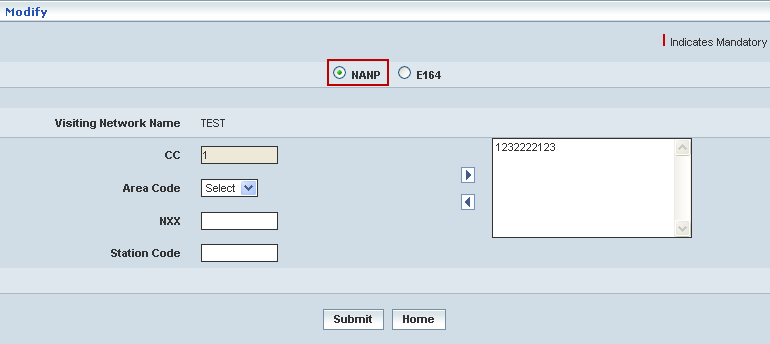 Modify
Indicates Mandatory
NANP E164
Visiting Network Name TEST
CC 1
1232222123
Area Code Select
NXX
Station Code
Submit Home